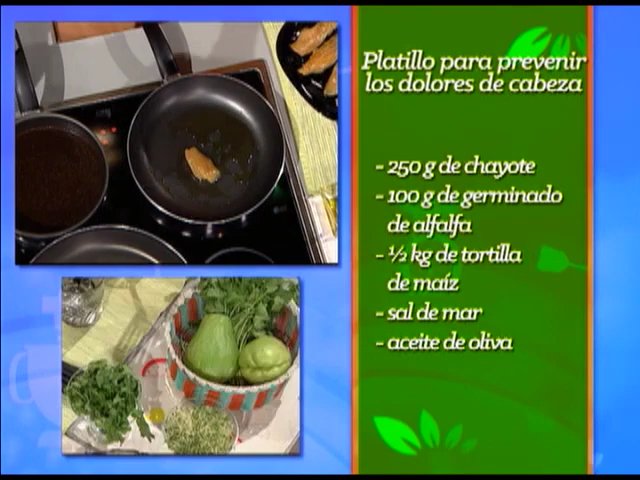 Platillo para prevenir
los dolores de cabeza
- 250 g de chayote
- 100 g de germinado
de alfalfa
- ½ kg de tortilla
de maíz
- sal de mar
- aceite de oliva